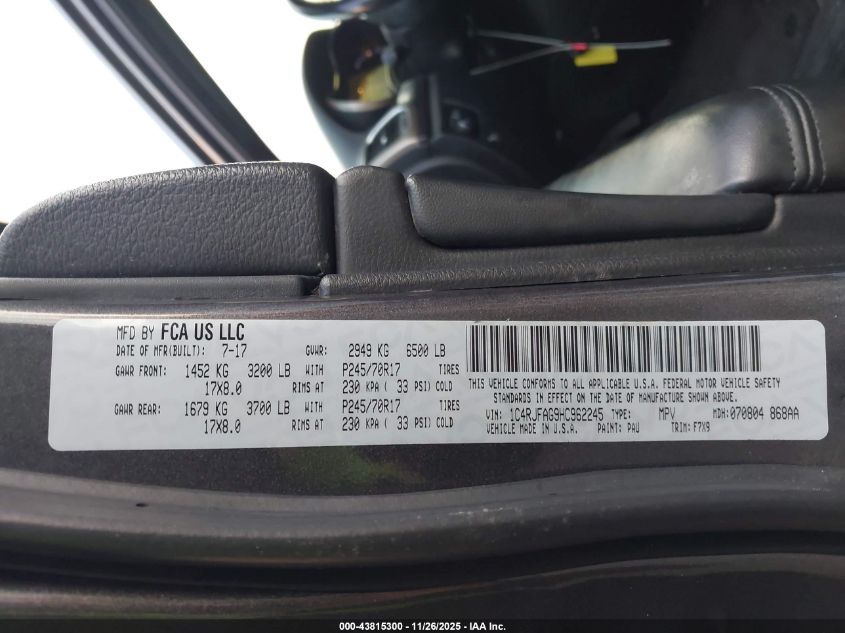 MFD BY FCA US LLC
DATE OF MFR(BUILT): 7-17 GVWR: 2949 KG 6500 LB
GAWR FRONT: 1452 KG 3200 LB WITH P245/70R17 TIRES
17X8.0 RIMS AT 230 KPA ( 33 PSI) COLD
GAWR REAR: 1679 KG 3700 LB WITH P245/70R17 TIRES
17X8.0 RIMS AT 230 KPA ( 33 PSI) COLD
THIS VEHICLE CONFORMS TO ALL APPLICABLE U.S.A. FEDERAL MOTOR VEHICLE SAFETY
STANDARDS IN EFFECT ON THE DATE OF MANUFACTURE SHOWN ABOVE.
VIN: 1C4RJFAG9HC962245 TYPE: MPV MDH: 070804 868AA
VEHICLE MADE IN U.S.A. PAINT: PAU TRIM: F7X9
000-43815300 - 11/26/2025 - IAA Inc.